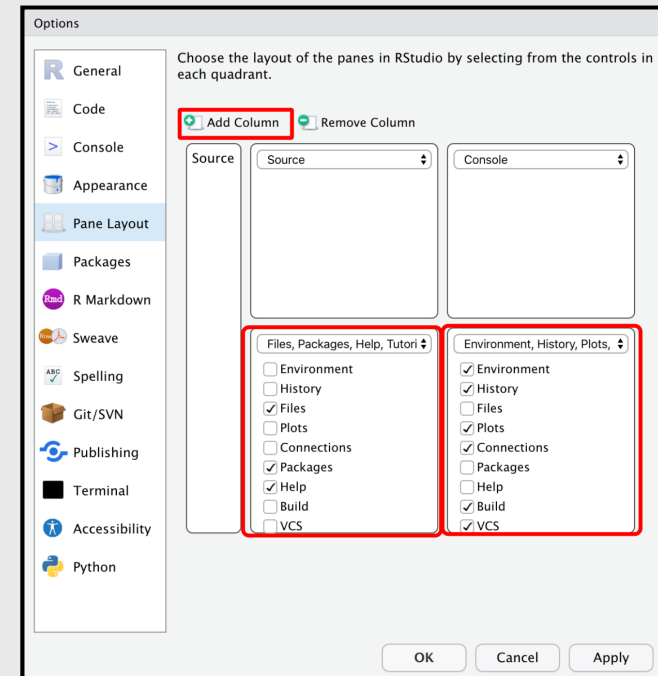 Options
General
Code
Console
Appearance
Pane Layout
Packages
R Markdown
Sweave
Spelling
Git/SVN
Publishing
Terminal
Accessibility
Python
Choose the layout of the panes in RStudio by selecting from the controls in
each quadrant.
Add Column Remove Column
Source
Source
Console
Files, Packages, Help, Tutori
Environment
History
Files
Plots
Connections
Packages
Help
Build
VCS
Environment, History, Plots,
Environment
History
Files
Plots
Connections
Packages
Help
Build
VCS
OK Cancel Apply